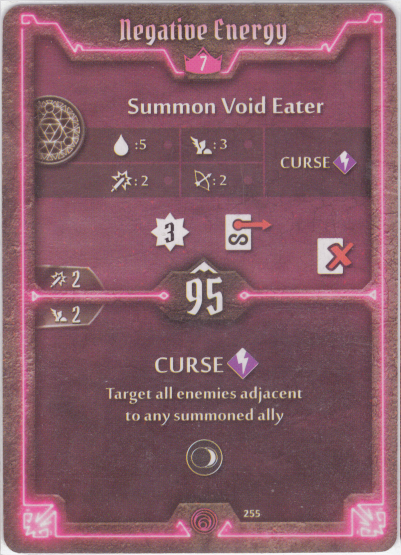 Negative Energy
7
Summon Void Eater
:5 :3
CURSE
:2 :2
3
2
95
2
CURSE
Target all enemies adjacent
to any summoned ally
255